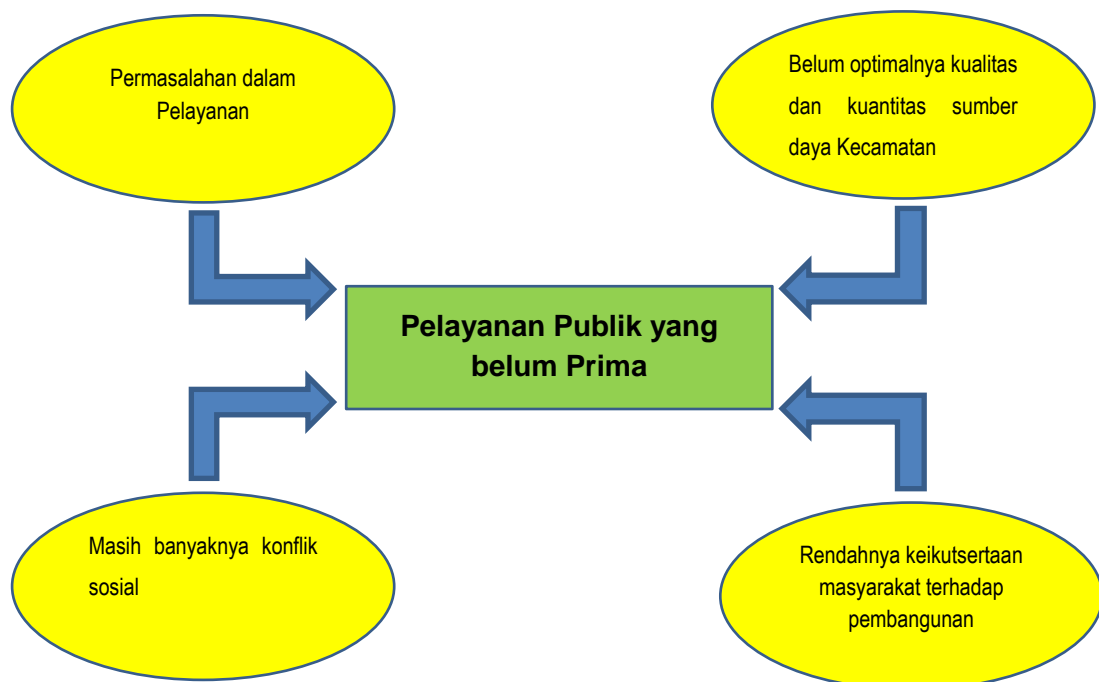 Permasalahan dalam
Pelayanan
Belum optimalnya kualitas
dan kuantitas sumber
daya Kecamatan
Pelayanan Publik yang
belum Prima
Masih banyaknya konflik
sosial
Rendahnya keikutsertaan
masyarakat terhadap
pembangunan